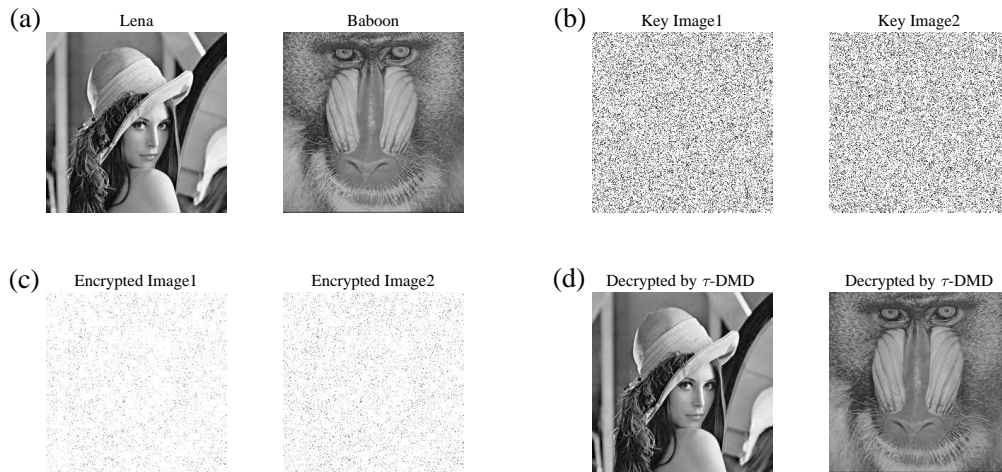 (a)
Lena
Baboon
(b)
Key Image1
Key Image2
(c)
Encrypted Image1
Encrypted Image2
(d)
Decrypted by τ-DMD
Decrypted by τ-DMD